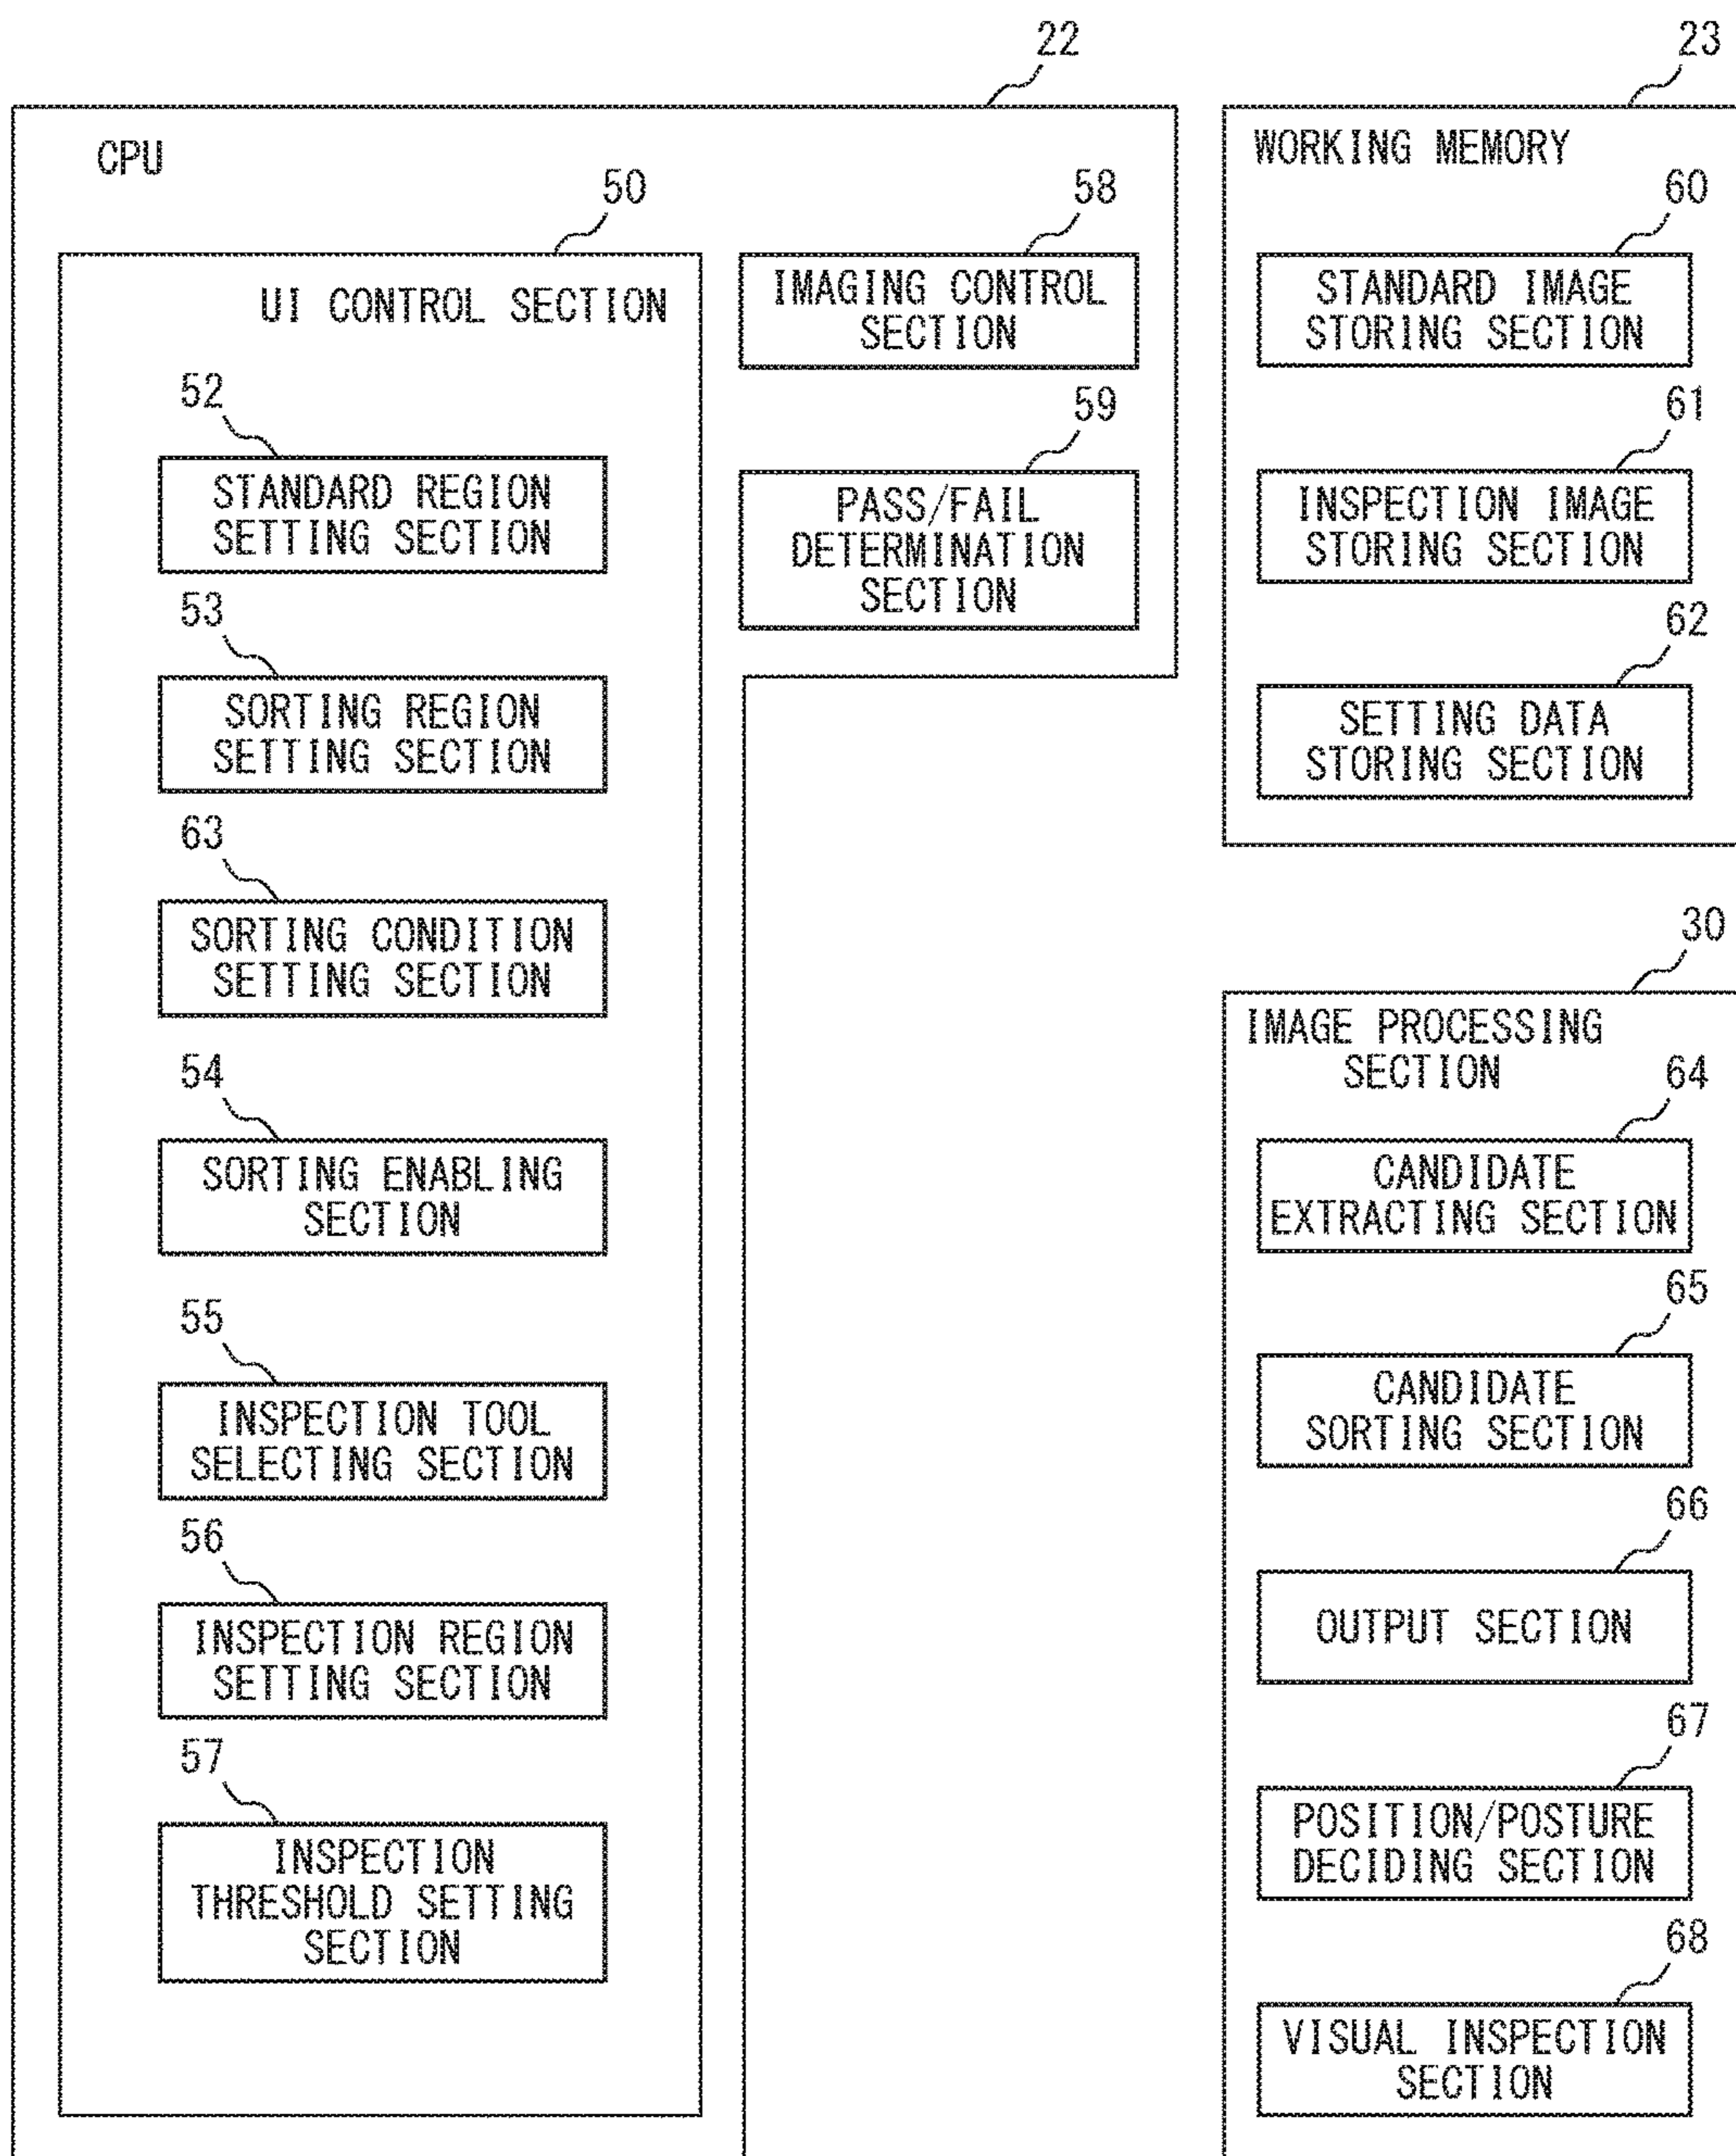 22
CPU
50
UI CONTROL SECTION
52
STANDARD REGION
SETTING SECTION
53
SORTING REGION
SETTING SECTION
63
SORTING CONDITION
SETTING SECTION
54
SORTING ENABLING
SECTION
55
INSPECTION TOOL
SELECTING SECTION
56
INSPECTION REGION
SETTING SECTION
57
INSPECTION
THRESHOLD SETTING
SECTION
58
IMAGING CONTROL
SECTION
59
PASS/FAIL
DETERMINATION
SECTION
23
WORKING MEMORY
60
STANDARD IMAGE
STORING SECTION
61
INSPECTION IMAGE
STORING SECTION
62
SETTING DATA
STORING SECTION
30
IMAGE PROCESSING
SECTION
64
CANDIDATE
EXTRACTING SECTION
65
CANDIDATE
SORTING SECTION
66
OUTPUT SECTION
67
POSITION/POSTURE
DECIDING SECTION
68
VISUAL INSPECTION
SECTION